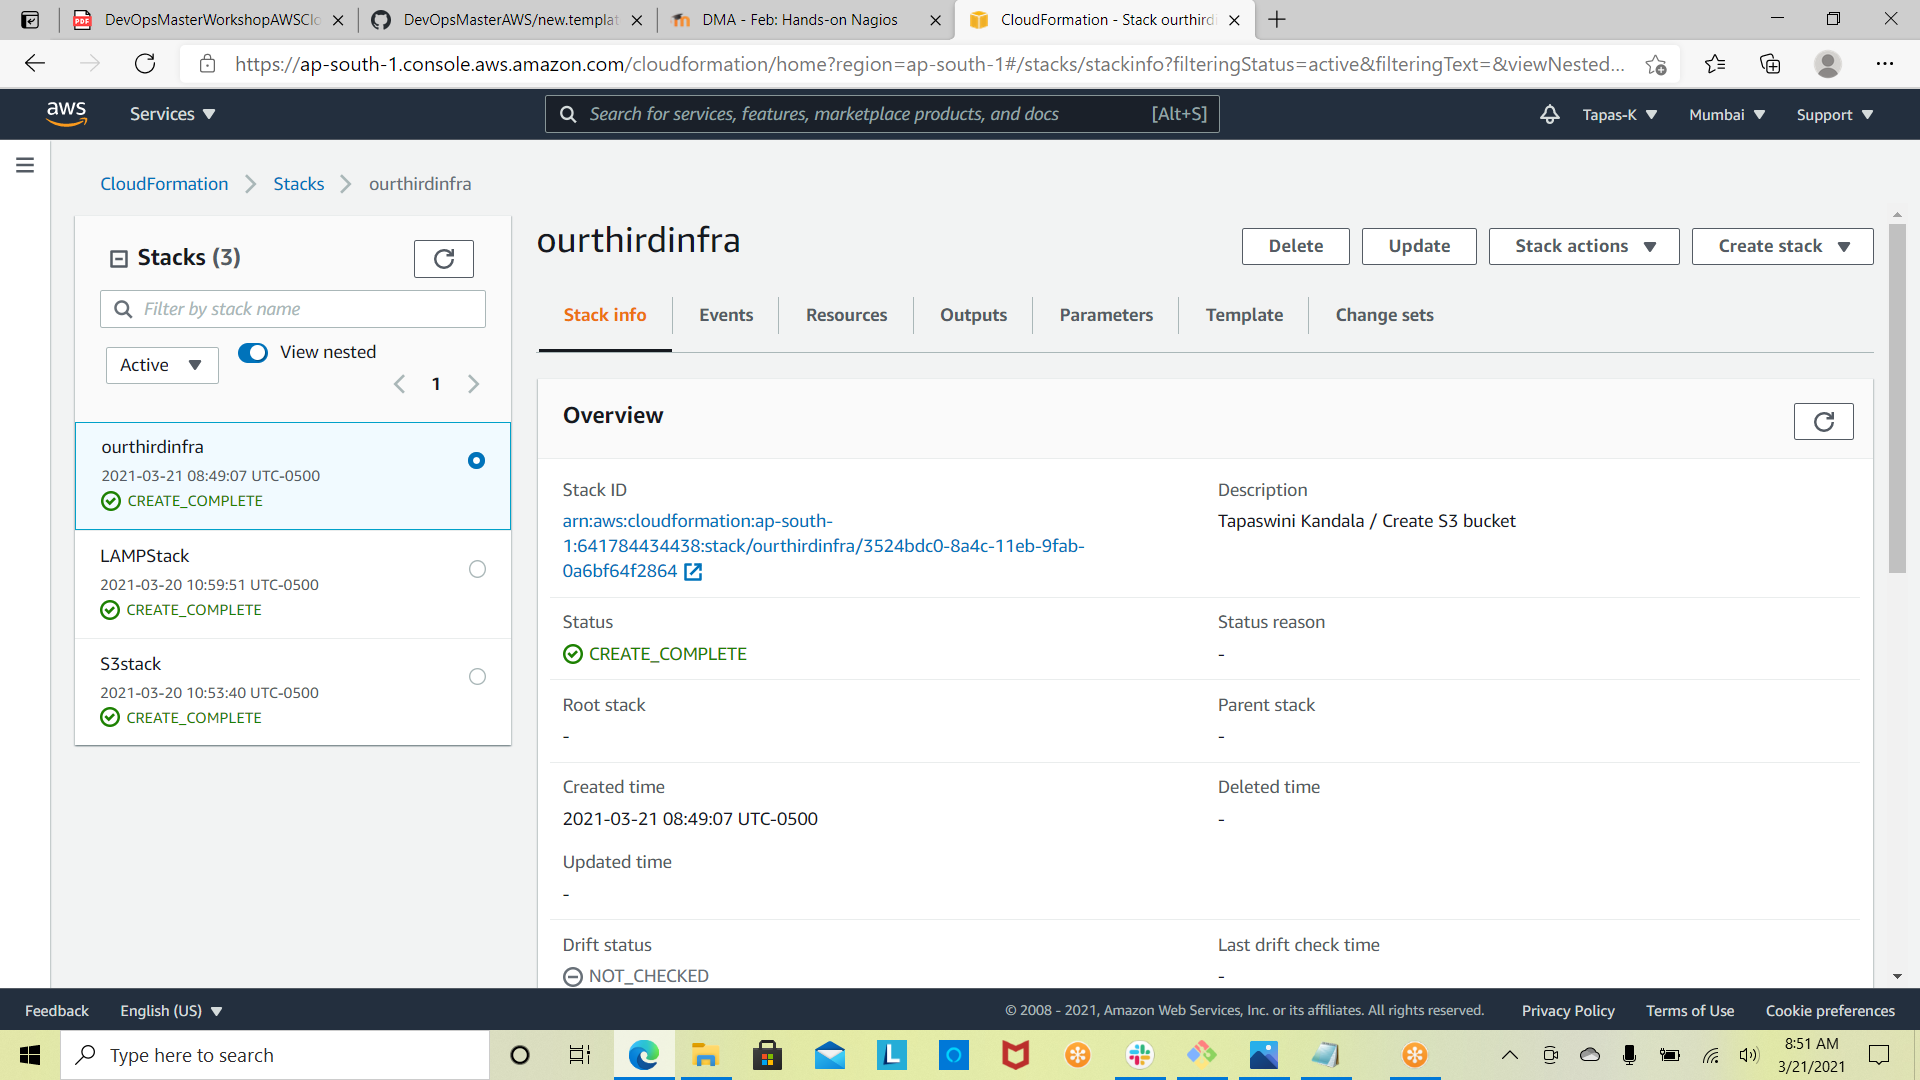 DevOpsMasterWorkshopAWSClo
DevOpsMasterAWS/new.templat
DMA - Feb: Hands-on Nagios
CloudFormation - Stack ourthirdi
https://ap-south-1.console.aws.amazon.com/cloudformation/home?region=ap-south-1#/stacks/stackinfo?filteringStatus=active&filteringText=&viewNested...
aws
Services
Search for services, features, marketplace products, and docs [Alt+S]
Tapas-K
Mumbai
Support
CloudFormation
Stacks
ourthirdinfra
Stacks (3)
Filter by stack name
Active
View nested
1
ourthirdinfra
2021-03-21 08:49:07 UTC-0500
CREATE_COMPLETE
LAMPStack
2021-03-20 10:59:51 UTC-0500
CREATE_COMPLETE
S3stack
2021-03-20 10:53:40 UTC-0500
CREATE_COMPLETE
ourthirdinfra
Delete
Update
Stack actions
Create stack
Stack info
Events
Resources
Outputs
Parameters
Template
Change sets
Overview
Stack ID
arn:aws:cloudformation:ap-south-
1:641784434438:stack/ourthirdinfra/3524bdc0-8a4c-11eb-9fab-
0a6bf64f2864
Description
Tapaswini Kandala / Create S3 bucket
Status
CREATE_COMPLETE
Status reason
-
Root stack
-
Parent stack
-
Created time
2021-03-21 08:49:07 UTC-0500
Deleted time
-
Updated time
-
Drift status
NOT_CHECKED
Last drift check time
-
Feedback
English (US)
© 2008 - 2021, Amazon Web Services, Inc. or its affiliates. All rights reserved.
Privacy Policy
Terms of Use
Cookie preferences
Type here to search
8:51 AM
3/21/2021